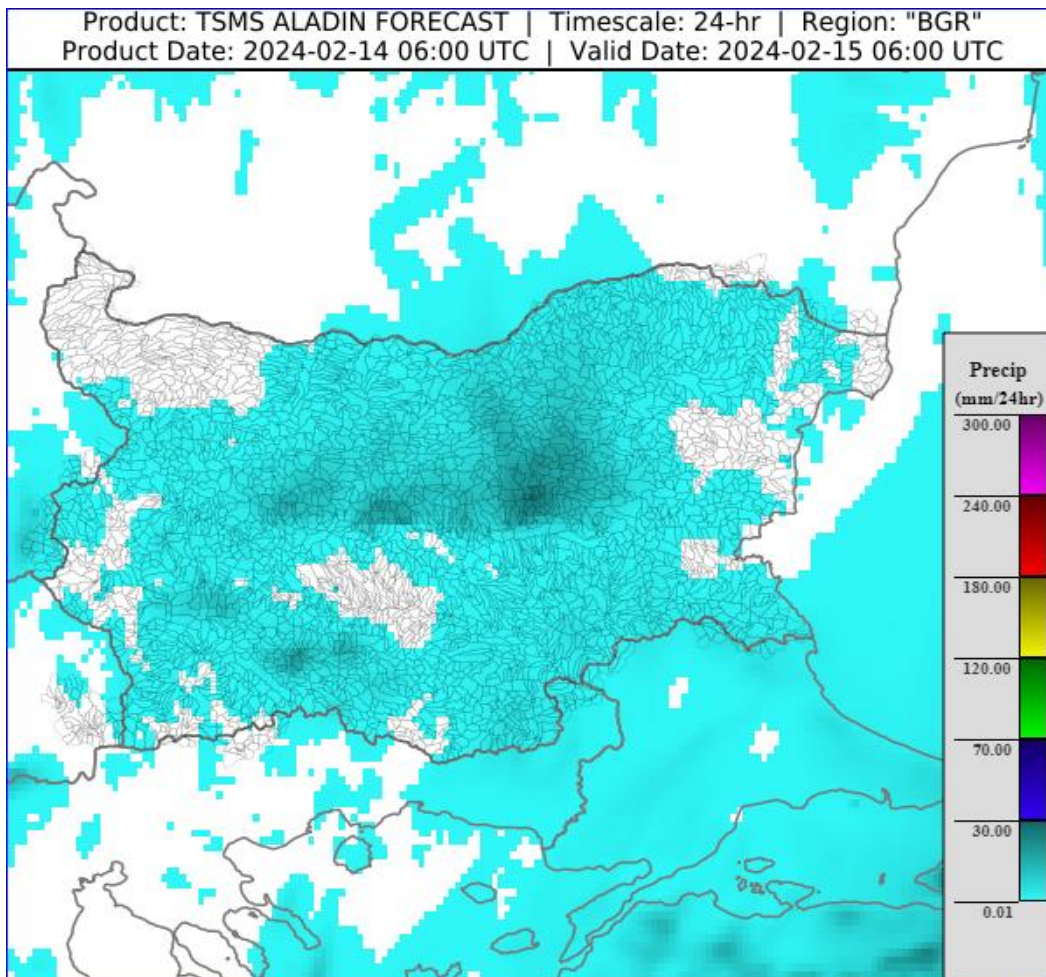 Product: TSMS ALADIN FORECAST | Timescale: 24-hr | Region: "BGR"
Product Date: 2024-02-14 06:00 UTC | Valid Date: 2024-02-15 06:00 UTC
Precip
(mm/24hr)
300.00
240.00
180.00
120.00
70.00
30.00
0.01